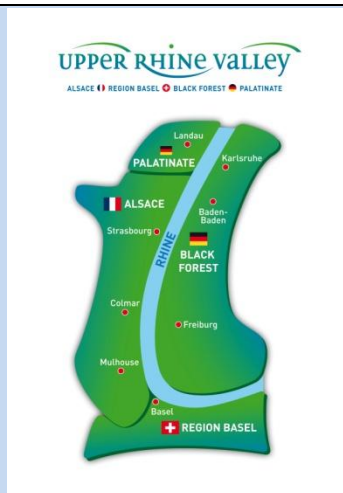 UPPER RHINE VALLEY
ALSACE REGION BASEL BLACK FOREST PALATINATE
Landau
PALATINATE
Karlsruhe
ALSACE
Baden-
Baden
Strasbourg
RHINE
BLACK
FOREST
Colmar
Freiburg
Mulhouse
Basel
REGION BASEL